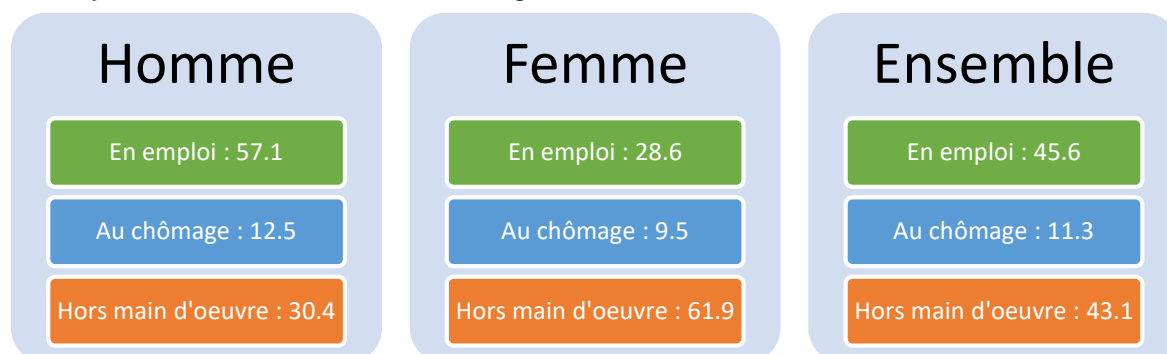 Homme
En emploi : 57.1
Au chômage : 12.5
Hors main d'oeuvre : 30.4
Femme
En emploi : 28.6
Au chômage : 9.5
Hors main d'oeuvre : 61.9
Ensemble
En emploi : 45.6
Au chômage : 11.3
Hors main d'oeuvre : 43.1